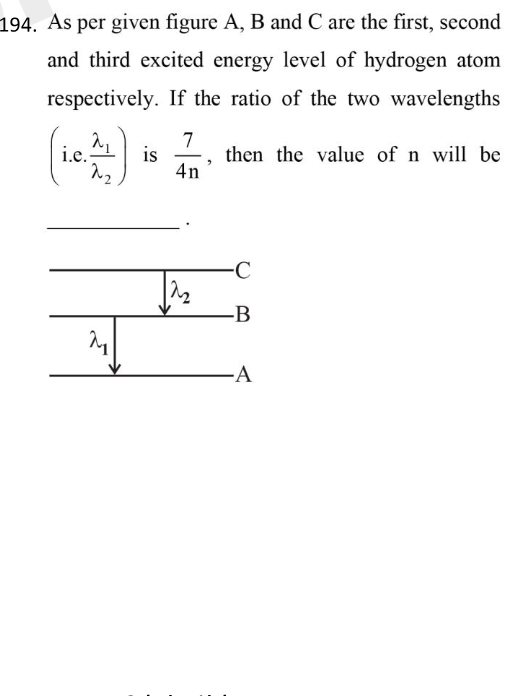 194. As per given figure A, B and C are the first, second
and third excited energy level of hydrogen atom
respectively. If the ratio of the two wavelengths
(i.e. λ₁/λ₂) is 7/4n, then the value of n will be
__________ .
C
λ₂
B
λ₁
A